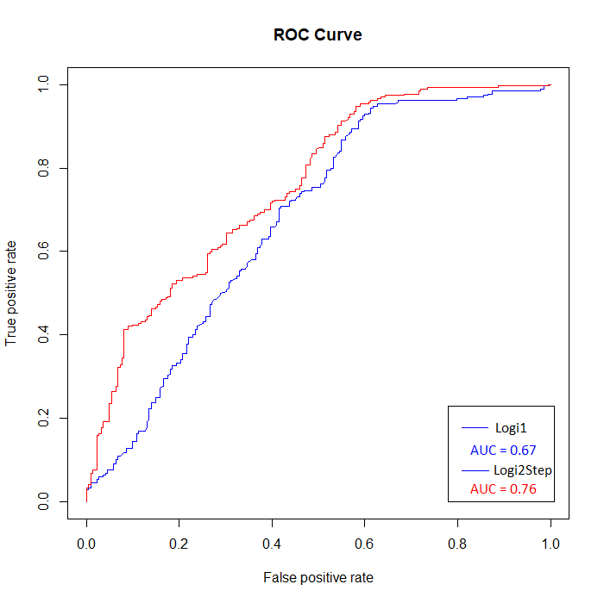 ROC Curve
True positive rate
1.0
0.8
0.6
0.4
0.2
0.0
Logi1
AUC = 0.67
Logi2Step
AUC = 0.76
0.0 0.2 0.4 0.6 0.8 1.0
False positive rate